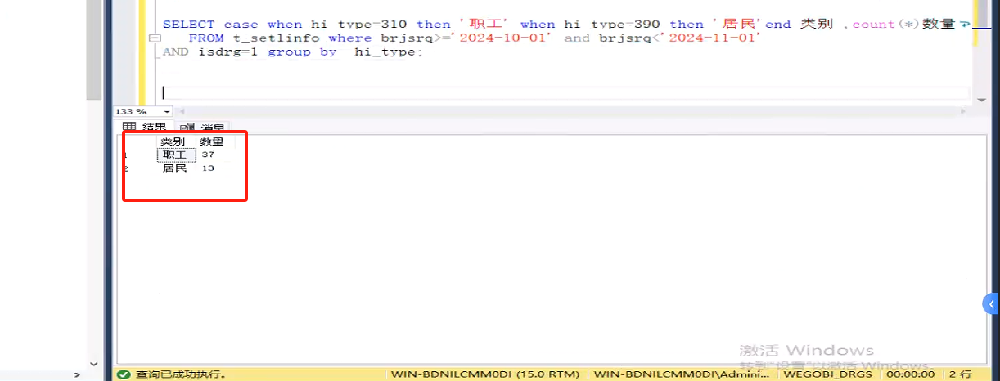 SELECT case when hi_type=310 then '职工' when hi_type=390 then '居民'end 类别 ,count(*)数量
FROM t_setlinfo where brjsrq>='2024-10-01' and brjsrq<'2024-11-01'
AND isdrg=1 group by hi_type;
133 %
结果 消息
类别 数量
1 职工 37
2 居民 13
激活 Windows
转到"设置"以激活 Windows。
查询已成功执行。 WIN-BDNILCMM0DI (15.0 RTM) WIN-BDNILCMM0DI\Admini... WEGOBI_DRGS 00:00:00 2 行